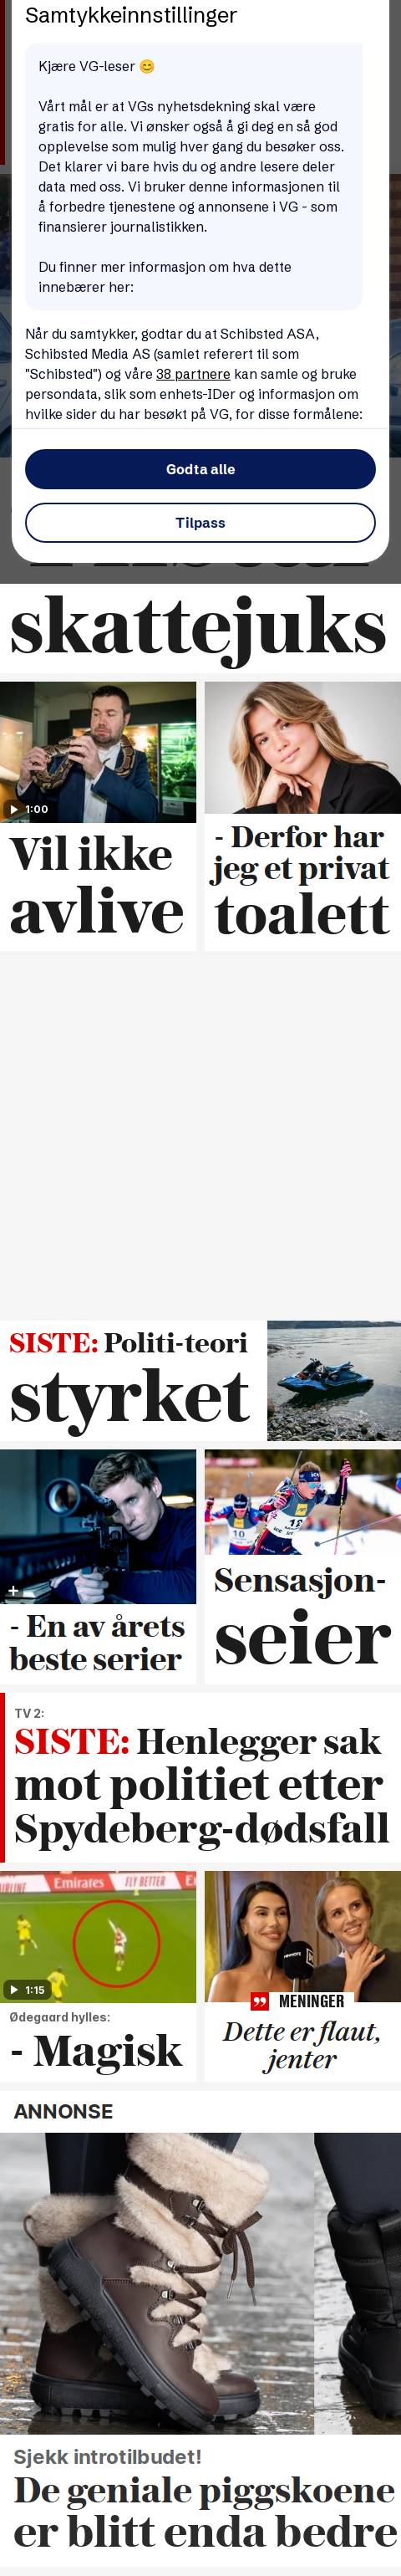 Samtykkeinnstillinger
Kjære VG-leser 😊
Vårt mål er at VGs nyhetsdekning skal være
gratis for alle. Vi ønsker også å gi deg en så god
opplevelse som mulig hver gang du besøker oss.
Det klarer vi bare hvis du og andre lesere deler
data med oss. Vi bruker denne informasjonen til
å forbedre tjenestene og annonsene i VG - som
finansierer journalistikken.
Du finner mer informasjon om hva dette
innebærer her:
Når du samtykker, godtar du at Schibsted ASA,
Schibsted Media AS (samlet referert til som
"Schibsted") og våre 38 partnere kan samle og bruke
persondata, slik som enhets-IDer og informasjon om
hvilke sider du har besøkt på VG, for disse formålene:
Godta alle
Tilpass
skattejuks
1:00
Vil ikke
avlive
- Derfor har
jeg et privat
toalett
SISTE: Politi-teori
styrket
- En av årets
beste serier
Sensasjon-
seier
TV 2:
SISTE: Henlegger sak
mot politiet etter
Spydeberg-dødsfall
Emirates
FLY BETTER
1:15
Ødegaard hylles:
- Magisk
MENINGER
Dette er flaut,
jenter
ANNONSE
Sjekk introtilbudet!
De geniale piggskoene
er blitt enda bedre